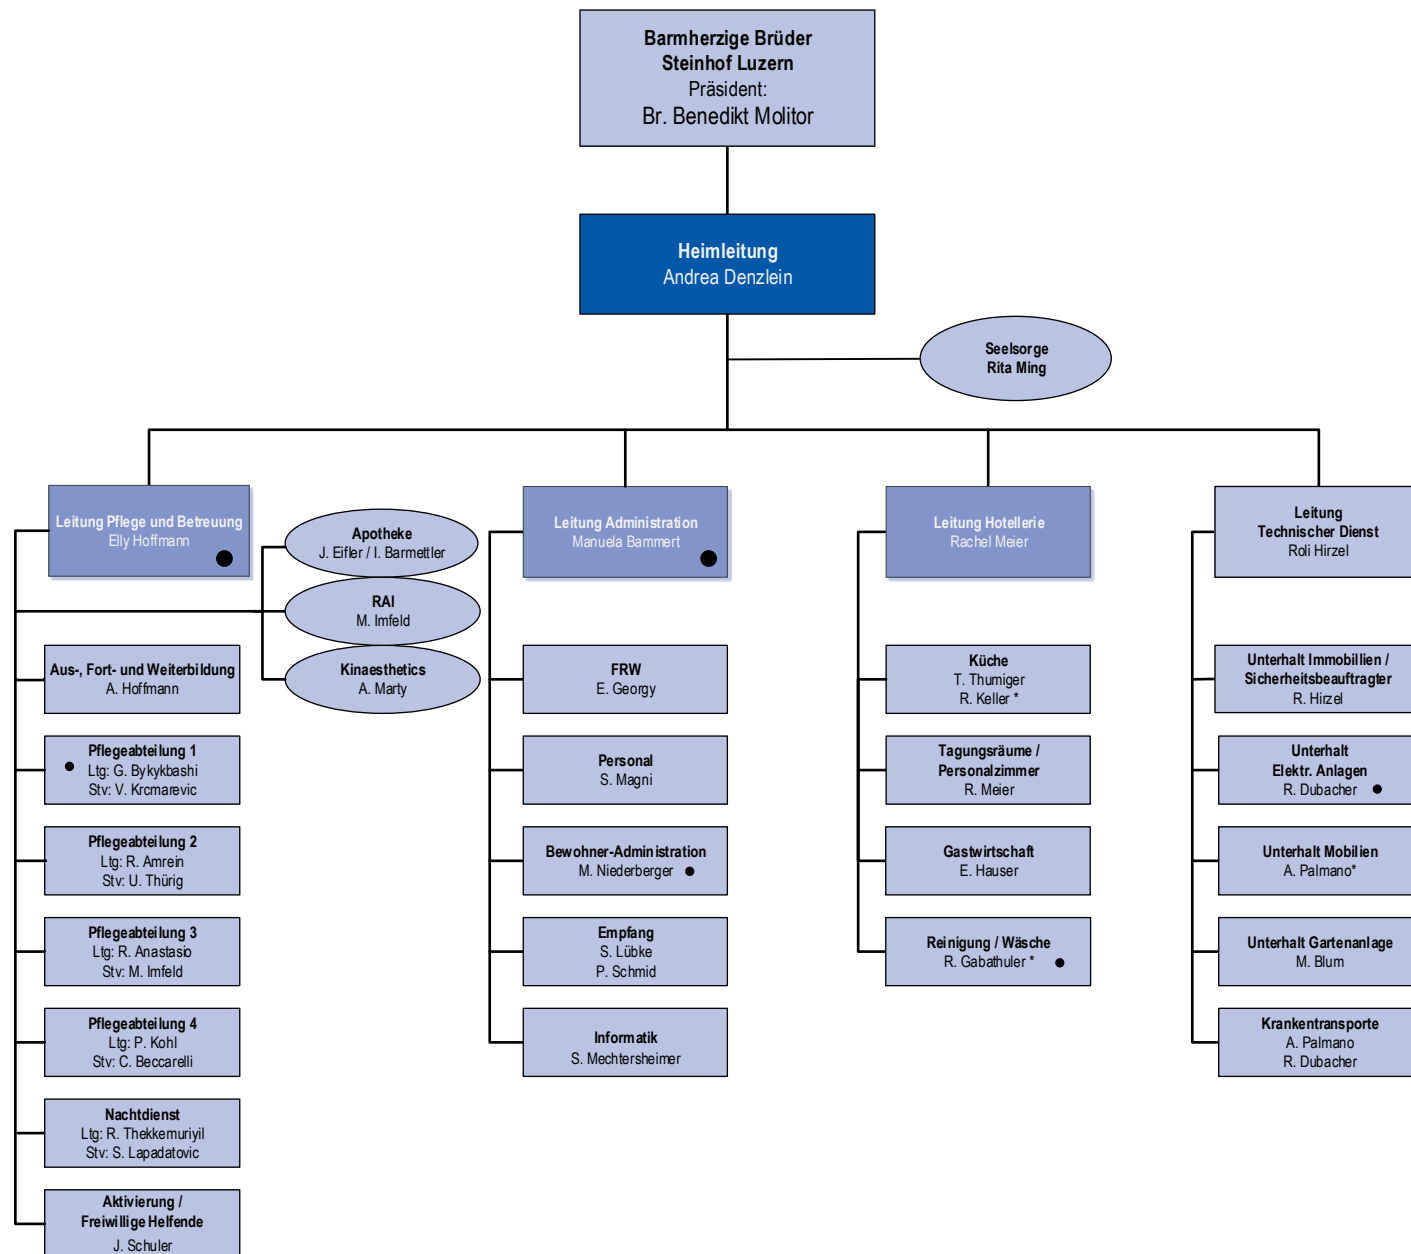 Barmherzige Brüder
Steinhof Luzern
Präsident:
Br. Benedikt Molitor
Heimleitung
Andrea Denzlein
Seelsorge
Rita Ming
Leitung Pflege und Betreuung
Elly Hoffmann
Apotheke
J. Eifler / I. Barmettler
RAI
M. Imfeld
Kinaesthetics
A. Marty
Aus-, Fort- und Weiterbildung
A. Hoffmann
Pflegeabteilung 1
Ltg: G. Bykykbashi
Stv: V. Krcmarevic
Pflegeabteilung 2
Ltg: R. Amrein
Stv: U. Thürig
Pflegeabteilung 3
Ltg: R. Anastasio
Stv: M. Imfeld
Pflegeabteilung 4
Ltg: P. Kohl
Stv: C. Beccarelli
Nachtdienst
Ltg: R. Thekkemuriyil
Stv: S. Lapadatovic
Aktivierung /
Freiwillige Helfende
J. Schuler
Leitung Administration
Manuela Bammert
FRW
E. Georgy
Personal
S. Magni
Bewohner-Administration
M. Niederberger
Empfang
S. Lübke
P. Schmid
Informatik
S. Mechtersheimer
Leitung Hotellerie
Rachel Meier
Küche
T. Thurniger
R. Keller *
Tagungsräume /
Personalzimmer
R. Meier
Gastwirtschaft
E. Hauser
Reinigung / Wäsche
R. Gabathuler *
Leitung
Technischer Dienst
Roli Hirzel
Unterhalt Immobillien /
Sicherheitsbeauftragter
R. Hirzel
Unterhalt
Elektr. Anlagen
R. Dubacher
Unterhalt Mobilien
A. Palmano*
Unterhalt Gartenanlage
M. Blum
Krankentransporte
A. Palmano
R. Dubacher